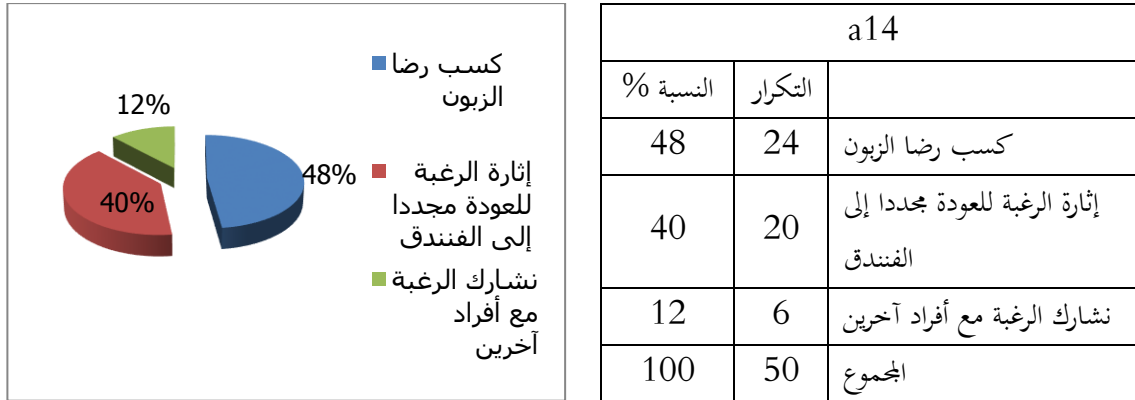 a14
التكرار النسبة %
كسب رضا الزبون 24 48
إثارة الرغبة للعودة مجددا إلى
الفنندق 20 40
نشارك الرغبة مع أفراد آخرين 6 12
المجموع 50 100
كسب رضا
الزبون
إثارة الرغبة
للعودة مجددا
إلى الفنندق
نشارك الرغبة
مع أفراد
آخرين
12%
48%
40%